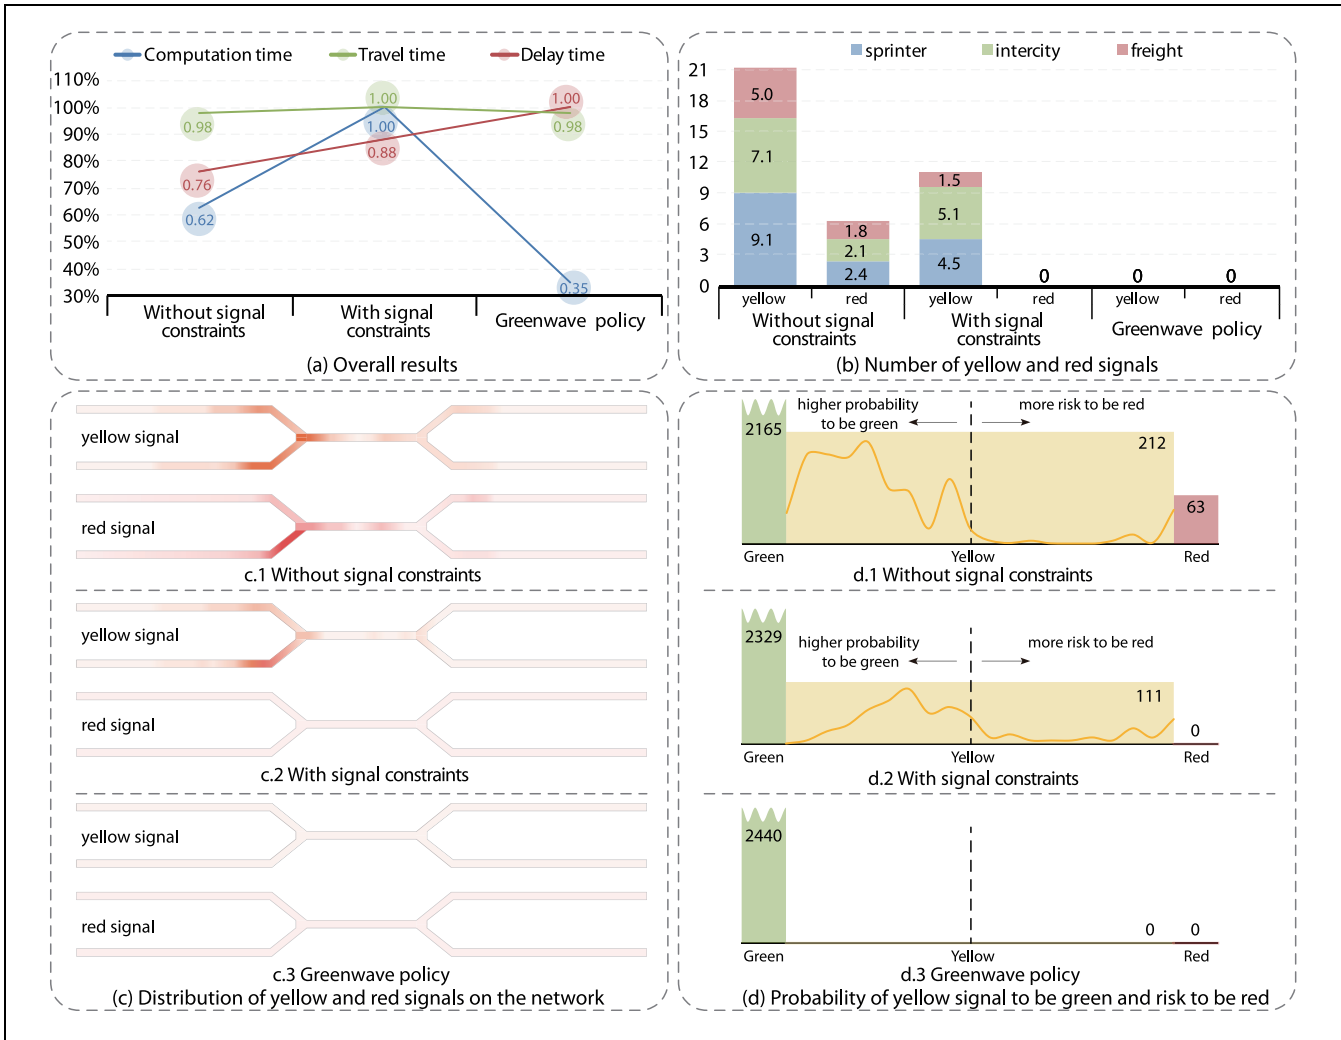 Computation time
Travel time
Delay time
110%
100%
90%
80%
70%
60%
50%
40%
30%
0.98
0.76
0.62
1.00
1.00
0.88
1.00
0.98
0.35
Without signal
constraints
With signal
constraints
Greenwave policy
(a) Overall results
sprinter
intercity
freight
21
18
15
12
9
6
3
0
5.0
7.1
9.1
1.8
2.1
2.4
1.5
5.1
4.5
0
0
0
yellow
red
yellow
red
yellow
red
Without signal
constraints
With signal
constraints
Greenwave policy
(b) Number of yellow and red signals
yellow signal
red signal
c.1 Without signal constraints
yellow signal
red signal
c.2 With signal constraints
yellow signal
red signal
c.3 Greenwave policy
(c) Distribution of yellow and red signals on the network
2165
higher probability
to be green
more risk to be red
212
63
Green
Yellow
Red
d.1 Without signal constraints
2329
higher probability
to be green
more risk to be red
111
0
Green
Yellow
Red
d.2 With signal constraints
2440
0
0
Green
Yellow
Red
d.3 Greenwave policy
(d) Probability of yellow signal to be green and risk to be red